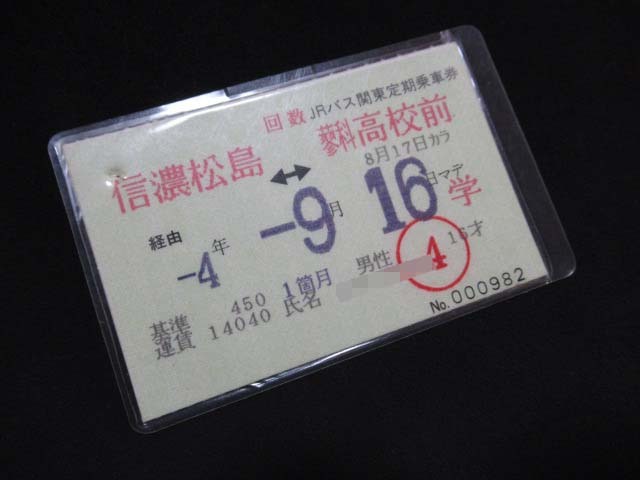 回数 JRバス関東定期乗車券
信濃松島 ↔ 蓼科高校前
8月17日カラ
経由 -4年 -9月 16日マデ 学
基準 450 1箇月 男性 4 15才
運賃 14040 氏名
No. 000982